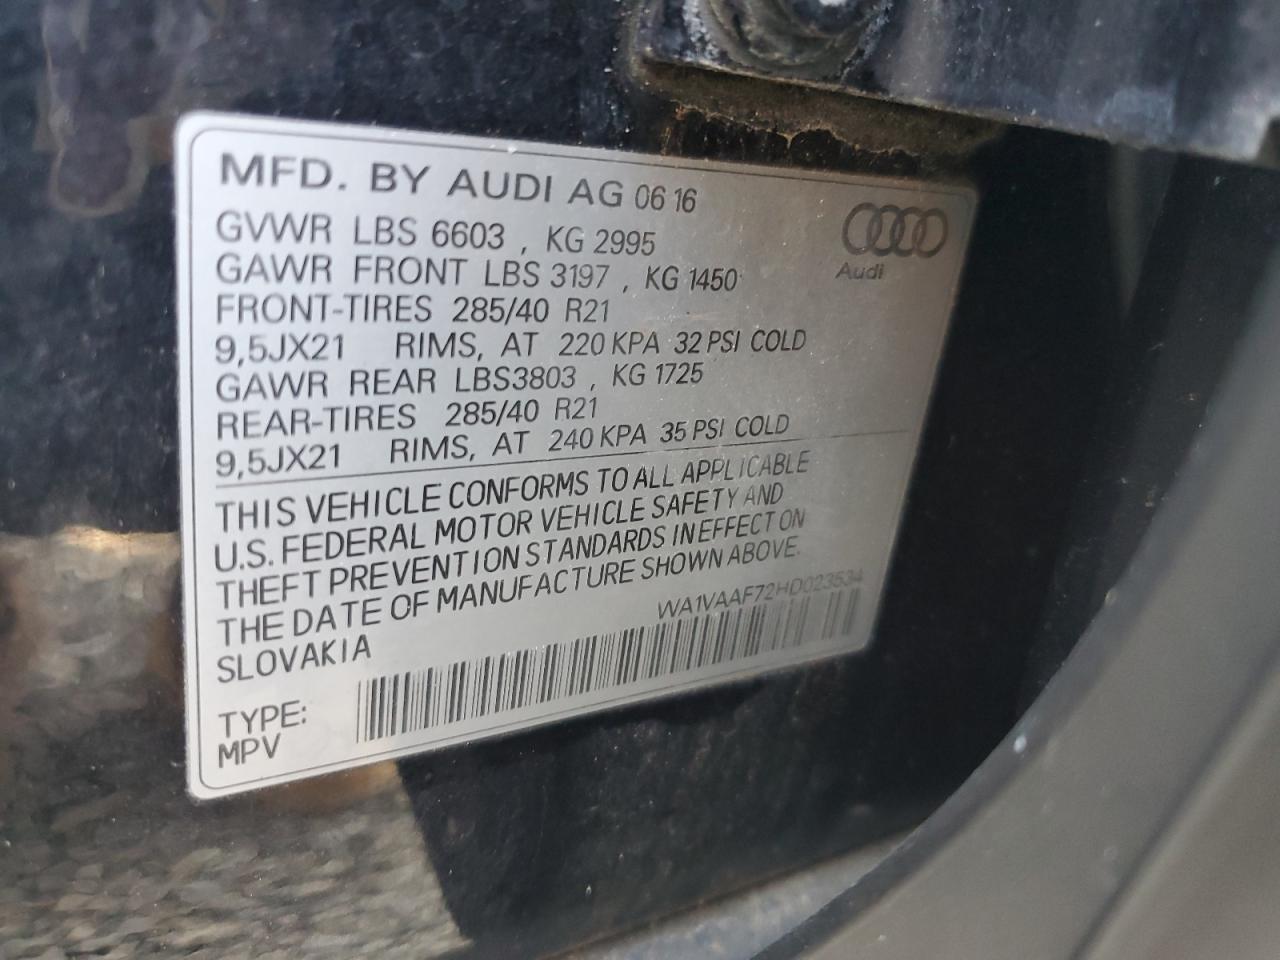 MFD. BY AUDI AG 06 16
GVWR LBS 6603 , KG 2995
Audi
GAWR FRONT LBS 3197 , KG 1450
FRONT-TIRES 285/40 R21
9,5JX21 RIMS, AT 220 KPA 32 PSI COLD
GAWR REAR LBS3803 , KG 1725
REAR-TIRES 285/40 R21
9,5JX21 RIMS, AT 240 KPA 35 PSI COLD
THIS VEHICLE CONFORMS TO ALL APPLICABLE
U.S. FEDERAL MOTOR VEHICLE SAFETY AND
THEFT PREVENTION STANDARDS IN EFFECT ON
THE DATE OF MANUFACTURE SHOWN ABOVE.
SLOVAKIA
WA1VAAF72HD023534
TYPE:
MPV